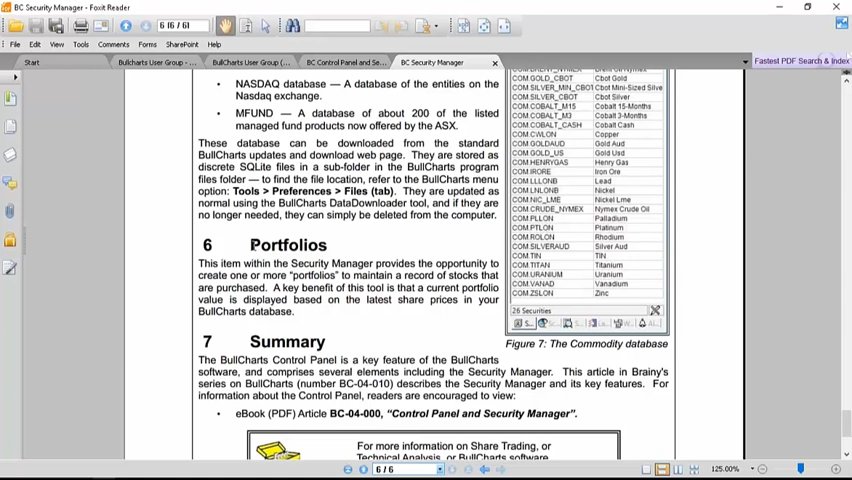 BC Security Manager - Foxit Reader
6 (6 / 6)
File Home View Tools Comments Forms SharePoint Help
Start
Bullcharts User Group - ...
BullCharts User Group (...
BC Control Panel and Se...
BC Security Manager
Fastest PDF Search & Index
• NASDAQ database — A database of the entities on the
Nasdaq exchange.
• MFUND — A database of about 200 of the listed
managed fund products now offered by the ASX.
These database can be downloaded from the standard
BullCharts updates and download web page. They are stored as
discrete SQLite files in a sub-folder in the BullCharts program
files folder — to find the file location, refer to the BullCharts menu
option: Tools > Preferences > Files (tab). They are updated as
normal using the BullCharts DataDownloader tool, and if they are
no longer needed, they can simply be deleted from the computer.
6 Portfolios
This item within the Security Manager provides the opportunity to
create one or more “portfolios” to maintain a record of stocks that
are purchased. A key benefit of this tool is that a current portfolio
value is displayed based on the latest share prices in your
BullCharts database.
COM.GOLD_CBOT Cbot Gold
COM.SILVER_MIN_CBO1 Cbot Mini-Sized Silve
COM.SILVER_CBOT Cbot Silver
COM.COBALT_M15 Cobalt 15-Months
COM.COBALT_M3 Cobalt 3-Months
COM.COBALT_CASH Cobalt Cash
COM.CWLON Copper
COM.GOLDAUD Gold Aud
COM.GOLD_US Gold Usd
COM.HENRYGAS Henry Gas
COM.IRORE Iron Ore
COM.LLLONB Lead
COM.LNLONB Nickel
COM.NIC_LME Nickel Lme
COM.CRUDE_NYMEX Nymex Crude Oil
COM.PLLON Palladium
COM.PTLON Platinum
COM.ROLON Rhodium
COM.SILVERAUD Silver Aud
COM.TIN TIN
COM.TITAN Titanium
COM.URANIUM Uranium
COM.VANAD Vanadium
COM.ZSLON Zinc
26 Securities
Figure 7: The Commodity database
7 Summary
The BullCharts Control Panel is a key feature of the BullCharts
software, and comprises several elements including the Security Manager. This article in Brainy's
series on BullCharts (number BC-04-010) describes the Security Manager and its key features. For
information about the Control Panel, readers are encouraged to view:
• eBook (PDF) Article BC-04-000, “Control Panel and Security Manager”.
For more information on Share Trading, or
Technical Analysis, or BullCharts software
6 / 6
125.00%